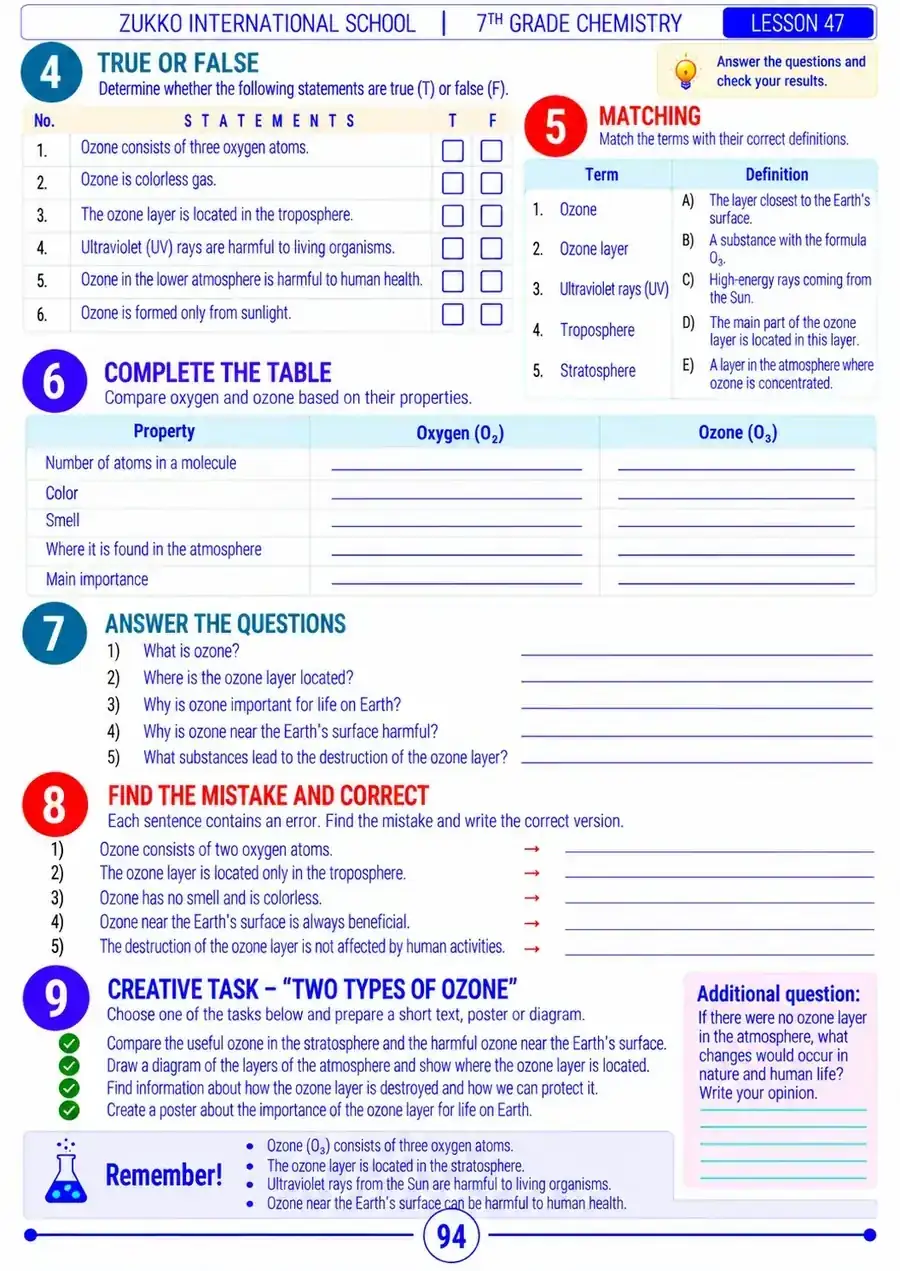 ZUKKO INTERNATIONAL SCHOOL | 7TH GRADE CHEMISTRY LESSON 47
4 TRUE OR FALSE
Determine whether the following statements are true (T) or false (F).
Answer the questions and
check your results.
No. STATEMENTS T F
1. Ozone consists of three oxygen atoms.
2. Ozone is colorless gas.
3. The ozone layer is located in the troposphere.
4. Ultraviolet (UV) rays are harmful to living organisms.
5. Ozone in the lower atmosphere is harmful to human health.
6. Ozone is formed only from sunlight.
5 MATCHING
Match the terms with their correct definitions.
Term Definition
1. Ozone
2. Ozone layer
3. Ultraviolet rays (UV)
4. Troposphere
5. Stratosphere
A) The layer closest to the Earth's
surface.
B) A substance with the formula
O₃.
C) High-energy rays coming from
the Sun.
D) The main part of the ozone
layer is located in this layer.
E) A layer in the atmosphere where
ozone is concentrated.
6 COMPLETE THE TABLE
Compare oxygen and ozone based on their properties.
Property Oxygen (O₂) Ozone (O₃)
Number of atoms in a molecule
Color
Smell
Where it is found in the atmosphere
Main importance
7 ANSWER THE QUESTIONS
1) What is ozone?
2) Where is the ozone layer located?
3) Why is ozone important for life on Earth?
4) Why is ozone near the Earth's surface harmful?
5) What substances lead to the destruction of the ozone layer?
8 FIND THE MISTAKE AND CORRECT
Each sentence contains an error. Find the mistake and write the correct version.
1) Ozone consists of two oxygen atoms. →
2) The ozone layer is located only in the troposphere. →
3) Ozone has no smell and is colorless. →
4) Ozone near the Earth's surface is always beneficial. →
5) The destruction of the ozone layer is not affected by human activities. →
9 CREATIVE TASK – “TWO TYPES OF OZONE”
Choose one of the tasks below and prepare a short text, poster or diagram.
Compare the useful ozone in the stratosphere and the harmful ozone near the Earth's surface.
Draw a diagram of the layers of the atmosphere and show where the ozone layer is located.
Find information about how the ozone layer is destroyed and how we can protect it.
Create a poster about the importance of the ozone layer for life on Earth.
Additional question:
If there were no ozone layer
in the atmosphere, what
changes would occur in
nature and human life?
Write your opinion.
Remember!
• Ozone (O₃) consists of three oxygen atoms.
• The ozone layer is located in the stratosphere.
• Ultraviolet rays from the Sun are harmful to living organisms.
• Ozone near the Earth's surface can be harmful to human health.
94